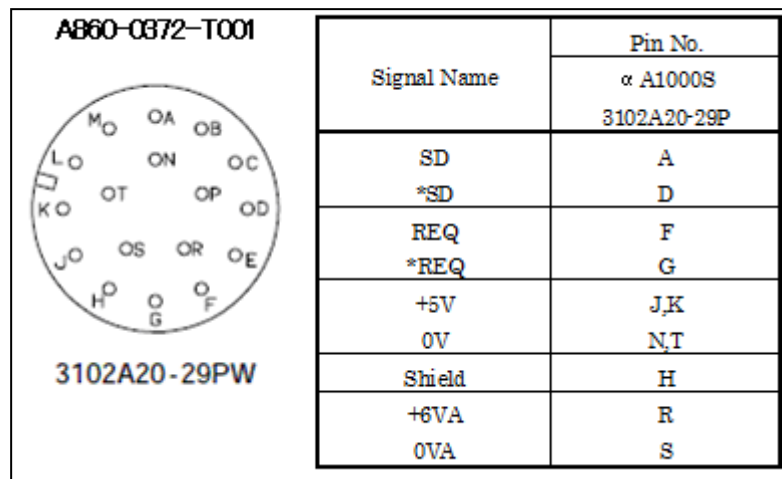 A860-0372-T001
M
A
B
L
N
C
T
P
K
D
S
R
J
E
H
G
F
3102A20-29PW
Signal Name
Pin No.
α A1000S
3102A20-29P
SD A
*SD D
REQ F
*REQ G
+5V J,K
0V N,T
Shield H
+6VA R
0VA S